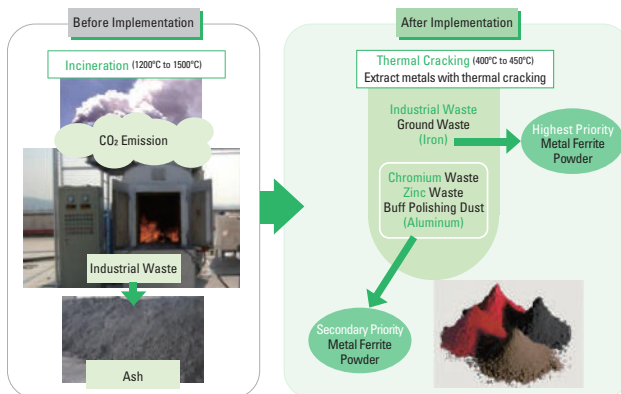 Before Implementation
Incineration (1200°C to 1500°C)
CO₂ Emission
Industrial Waste
Ash
After Implementation
Thermal Cracking (400°C to 450°C)
Extract metals with thermal cracking
Industrial Waste
Ground Waste
(Iron)
Highest Priority
Metal Ferrite
Powder
Chromium Waste
Zinc Waste
Buff Polishing Dust
(Aluminum)
Secondary Priority
Metal Ferrite
Powder